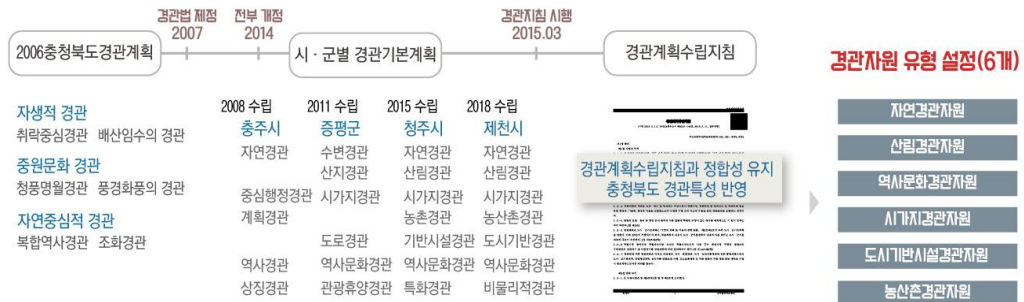 경관법 제정
2007
전부 개정
2014
경관지침 시행
2015.03
2006충청북도경관계획
시·군별 경관기본계획
경관계획수립지침
경관자원 유형 설정(6개)
자생적 경관
취락중심경관 배산임수의 경관
중원문화 경관
청풍명월경관 풍경화풍의 경관
자연중심적 경관
복합역사경관 조화경관
2008 수립
충주시
자연경관
중심행정경관
계획경관
역사경관
상징경관
2011 수립
증평군
수변경관
산지경관
시가지경관
도로경관
역사문화경관
관광휴양경관
2015 수립
청주시
자연경관
산림경관
시가지경관
농촌경관
기반시설경관
역사문화경관
특화경관
2018 수립
제천시
자연경관
산림경관
시가지경관
농산촌경관
도시기반경관
역사문화경관
비물리적경관
경관계획수립지침과 정합성 유지
충청북도 경관특성 반영
자연경관자원
산림경관자원
역사문화경관자원
시가지경관자원
도시기반시설경관자원
농산촌경관자원